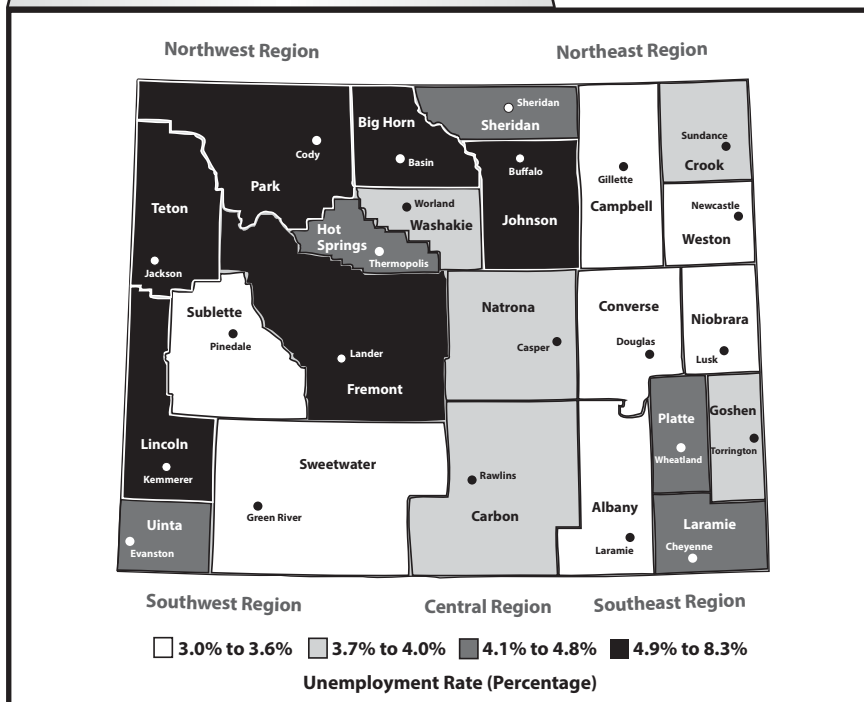 Northwest Region
Northeast Region
Sheridan
Sheridan
Big Horn
Basin
Cody
Park
Buffalo
Johnson
Gillette
Campbell
Sundance
Crook
Newcastle
Weston
Teton
Jackson
Worland
Washakie
Hot
Springs
Thermopolis
Sublette
Pinedale
Lander
Fremont
Natrona
Casper
Converse
Douglas
Niobrara
Lusk
Platte
Wheatland
Goshen
Torrington
Lincoln
Kemmerer
Sweetwater
Green River
Rawlins
Carbon
Albany
Laramie
Laramie
Cheyenne
Uinta
Evanston
Southwest Region
Central Region
Southeast Region
3.0% to 3.6%
3.7% to 4.0%
4.1% to 4.8%
4.9% to 8.3%
Unemployment Rate (Percentage)